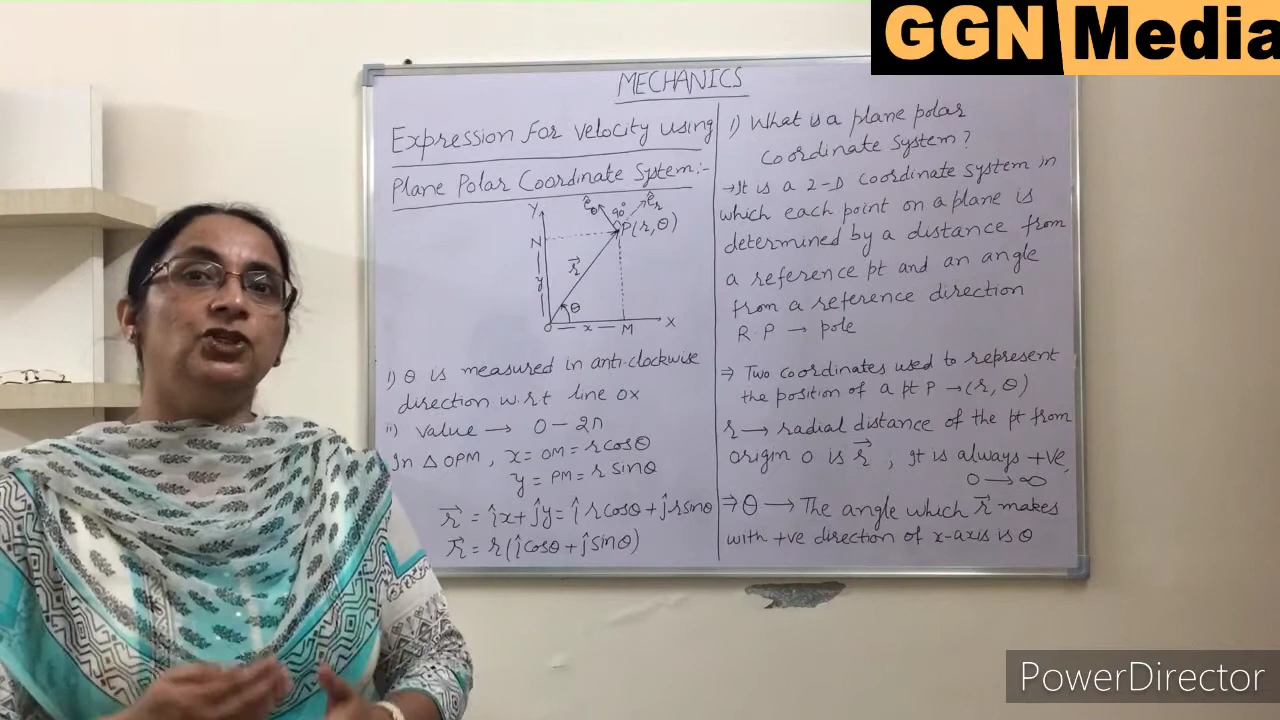 GGN Media
MECHANICS
Expression For Velocity using
Plane Polar Coordinate System:-
Y
ê_θ 90° ê_r
N
P(r,θ)
r⃗
y
θ
O x M X
i) θ is measured in anti-clockwise
direction w.r.t line ox
ii) Value → 0 – 2π
In △ OPM, x = OM = r cosθ
y = PM = r sinθ
r⃗ = îx + ĵy = î r cosθ + ĵ r sinθ
r⃗ = r(î cosθ + ĵ sinθ)
1) What is a plane polar
coordinate system?
→ It is a 2-D coordinate system in
which each point on a plane is
determined by a distance from
a reference pt and an angle
from a reference direction
R.P → pole
⇒ Two coordinates used to represent
the position of a pt P → (r, θ)
r → radial distance of the pt from
origin O is r⃗, It is always +ve,
0 → ∞
⇒ θ → The angle which r⃗ makes
with +ve direction of x-axis is θ
PowerDirector